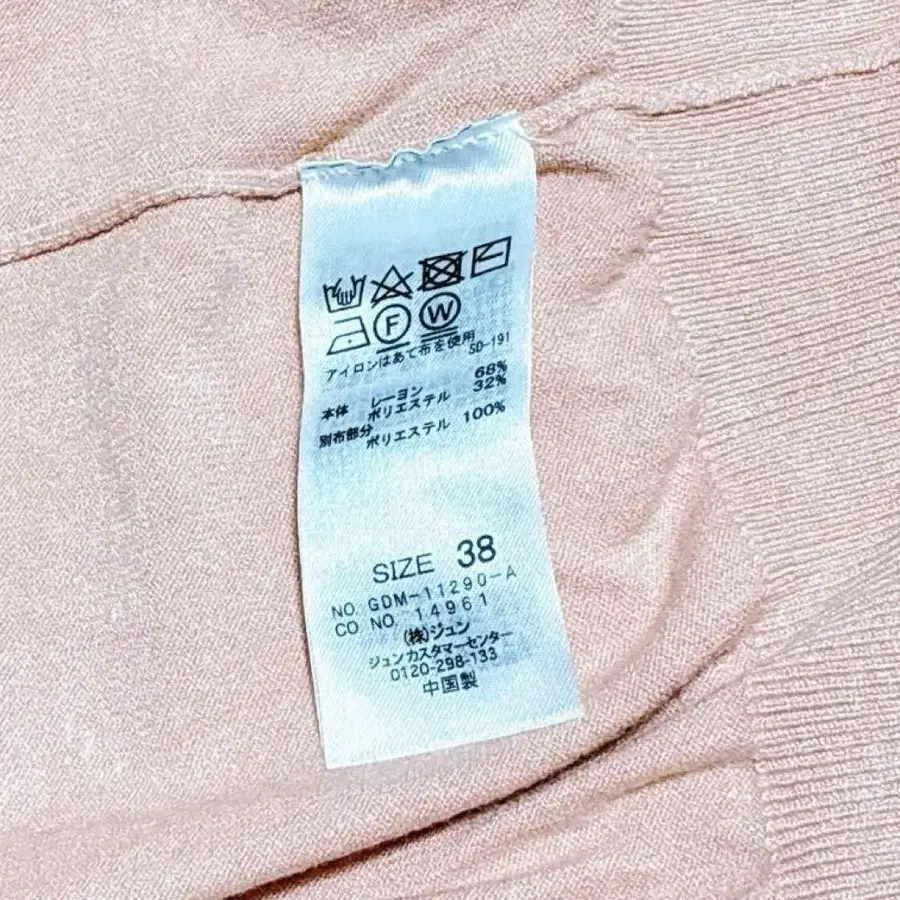 F W
アイロンはあて布を使用
SD-191
本体 レーヨン 68%
ポリエステル 32%
別布部分 ポリエステル 100%
SIZE 38
NO. GDM-11290-A
CO NO. 14961
(株)ジュン
ジュンカスタマーセンター
0120-298-133
中国製